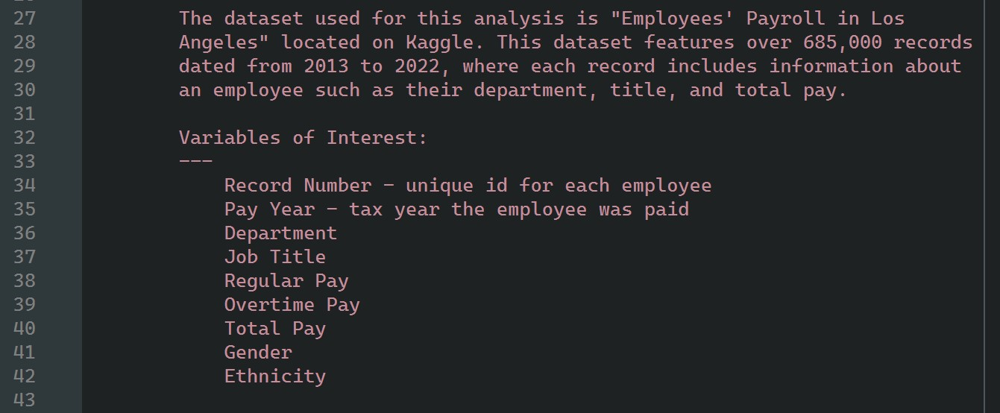 27 The dataset used for this analysis is "Employees' Payroll in Los
28 Angeles" located on Kaggle. This dataset features over 685,000 records
29 dated from 2013 to 2022, where each record includes information about
30 an employee such as their department, title, and total pay.
31
32 Variables of Interest:
33 ---
34 Record Number - unique id for each employee
35 Pay Year - tax year the employee was paid
36 Department
37 Job Title
38 Regular Pay
39 Overtime Pay
40 Total Pay
41 Gender
42 Ethnicity
43